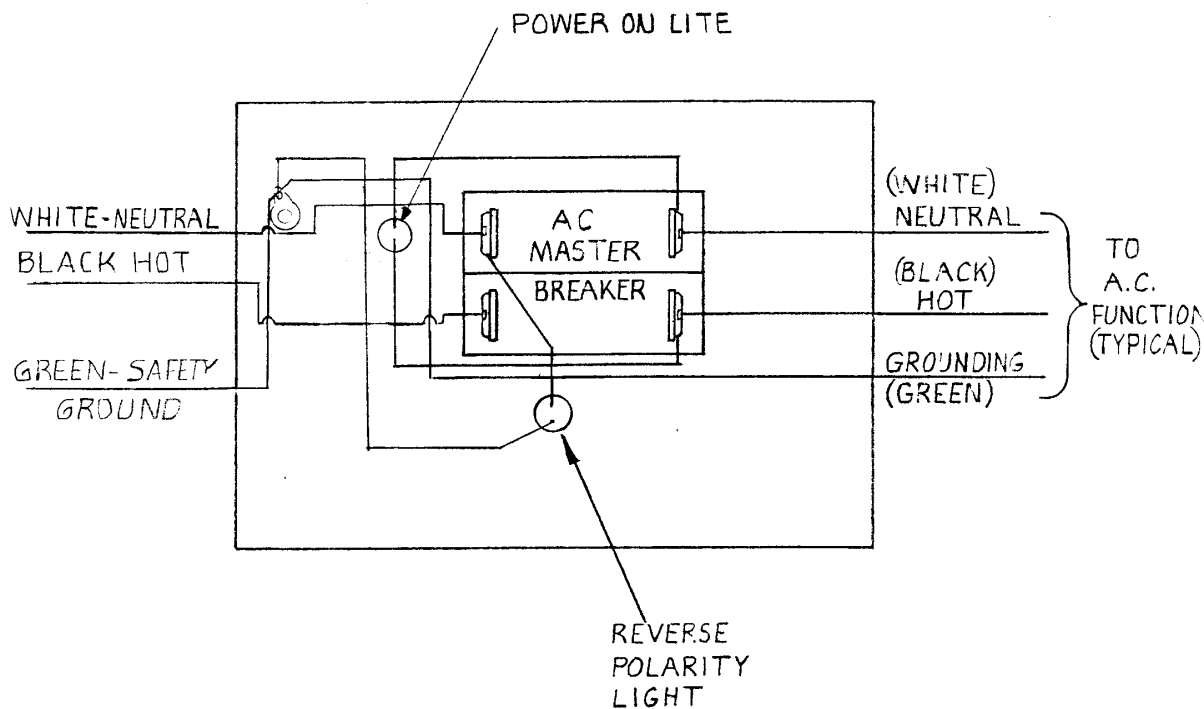 POWER ON LITE
WHITE-NEUTRAL
BLACK HOT
GREEN-SAFETY
GROUND
AC
MASTER
BREAKER
(WHITE)
NEUTRAL
(BLACK)
HOT
GROUNDING
(GREEN)
TO
A.C.
FUNCTION
(TYPICAL)
REVERSE
POLARITY
LIGHT